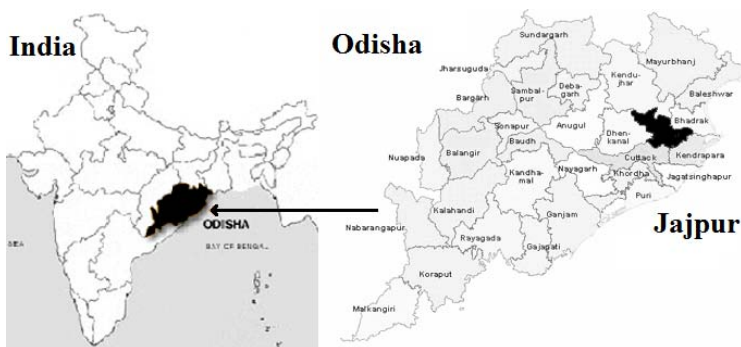 India
ODISHA
BAY OF BENGAL
SEA
Odisha
Sundargarh
Jharsuguda
Kendu-
jhar
Mayurbhanj
Sambal-
pur
Deba-
garh
Bargarh
Baleshwar
Bhadrak
Sonapur
Anugul
Dhen-
kanal
Nuapada
Balangir
Baudh
Cuttack
Kendrapara
Kandha-
mal
Nayagarh
Khordha
Jagatsinghapur
Puri
Kalahandi
Ganjam
Nabarangapur
Rayagada
Gajapati
Jajpur
Koraput
Malkangiri